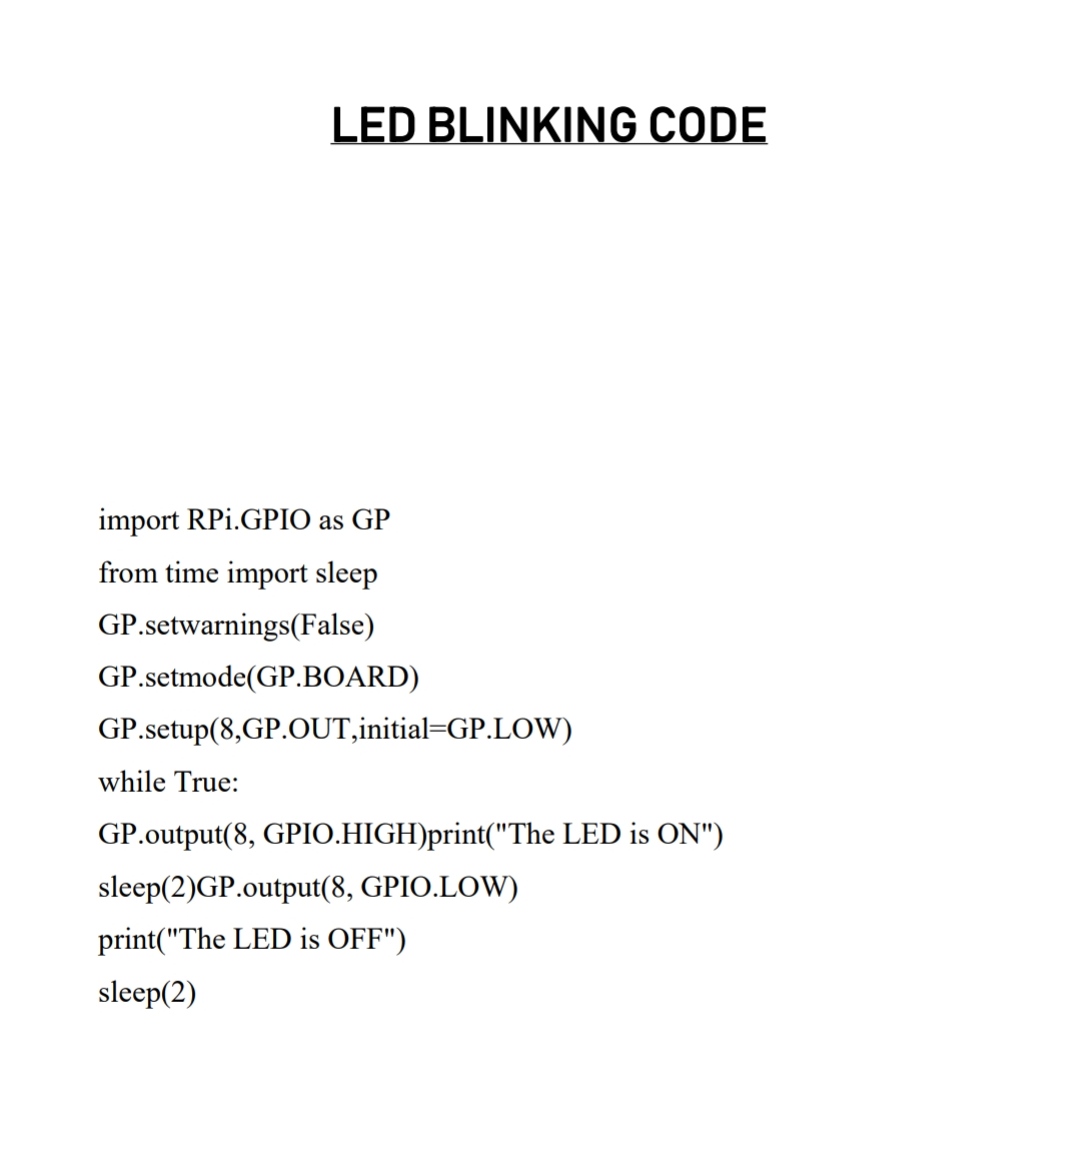 LED BLINKING CODE
import RPi.GPIO as GP
from time import sleep
GP.setwarnings(False)
GP.setmode(GP.BOARD)
GP.setup(8,GP.OUT,initial=GP.LOW)
while True:
GP.output(8, GPIO.HIGH)print("The LED is ON")
sleep(2)GP.output(8, GPIO.LOW)
print("The LED is OFF")
sleep(2)